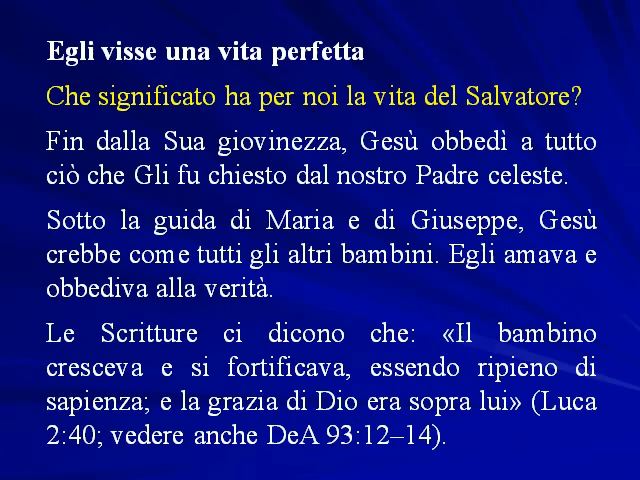 Egli visse una vita perfetta
Che significato ha per noi la vita del Salvatore?
Fin dalla Sua giovinezza, Gesù obbedì a tutto
ciò che Gli fu chiesto dal nostro Padre celeste.
Sotto la guida di Maria e di Giuseppe, Gesù
crebbe come tutti gli altri bambini. Egli amava e
obbediva alla verità.
Le Scritture ci dicono che: «Il bambino
cresceva e si fortificava, essendo ripieno di
sapienza; e la grazia di Dio era sopra lui» (Luca
2:40; vedere anche DeA 93:12–14).